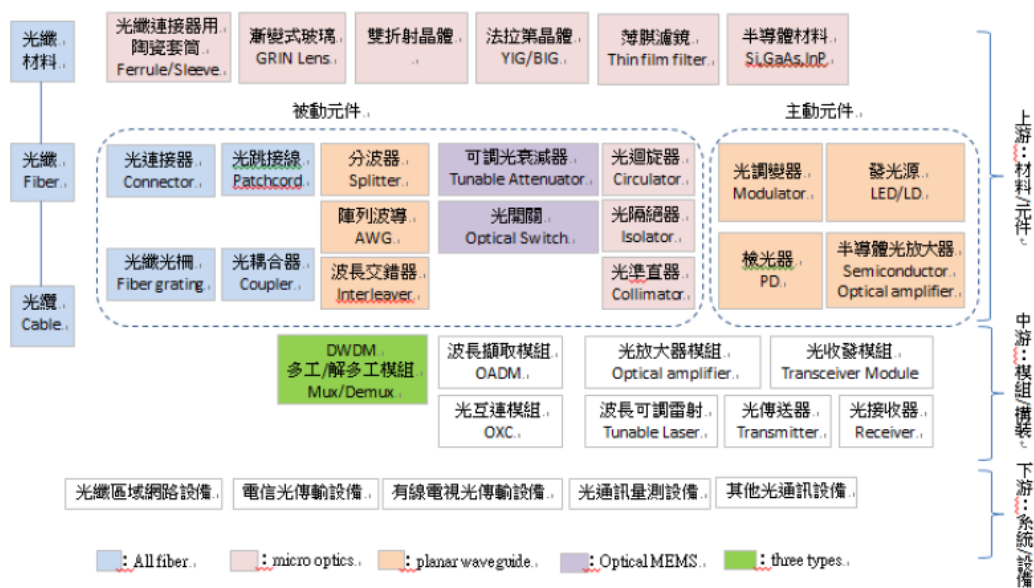 光纖
材料
光纖連接器用
陶瓷套筒
Ferrule/Sleeve
漸變式玻璃
GRIN Lens
雙折射晶體
法拉第晶體
YIG/BIG
薄膜濾鏡
Thin film filter
半導體材料
Si,GaAs,InP
被動元件
主動元件
光纖
Fiber
光連接器
Connector
光跳接線
Patchcord
分波器
Splitter
可調光衰減器
Tunable Attenuator
光迴旋器
Circulator
光調變器
Modulator
發光源
LED/LD
陣列波導
AWG
光開關
Optical Switch
光隔絕器
Isolator
光纖光柵
Fiber grating
光耦合器
Coupler
波長交錯器
Interleaver
光準直器
Collimator
檢光器
PD
半導體光放大器
Semiconductor
Optical amplifier
光纜
Cable
上游：材料/元件
DWDM
多工/解多工模組
Mux/Demux
波長擷取模組
OADM
光放大器模組
Optical amplifier
光收發模組
Transceiver Module
光互連模組
OXC
波長可調雷射
Tunable Laser
光傳送器
Transmitter
光接收器
Receiver
中游：模組/構裝
光纖區域網路設備
電信光傳輸設備
有線電視光傳輸設備
光通訊量測設備
其他光通訊設備
下游：系統/設備
：All fiber
：micro optics
：planar waveguide
：Optical MEMS
：three types